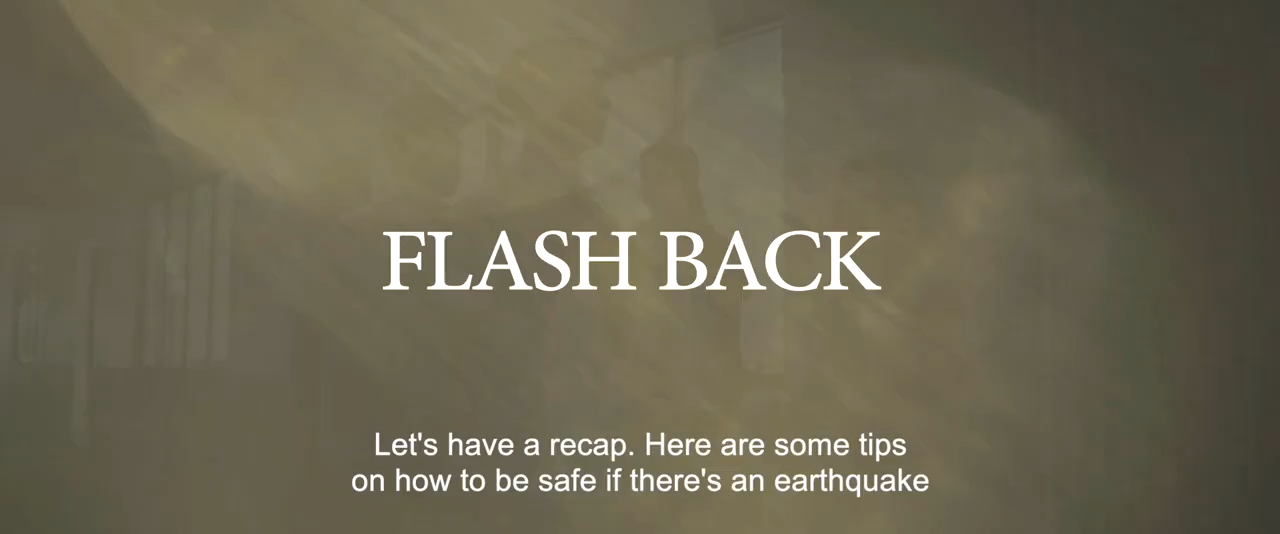 FLASH BACK
Let's have a recap. Here are some tips
on how to be safe if there's an earthquake